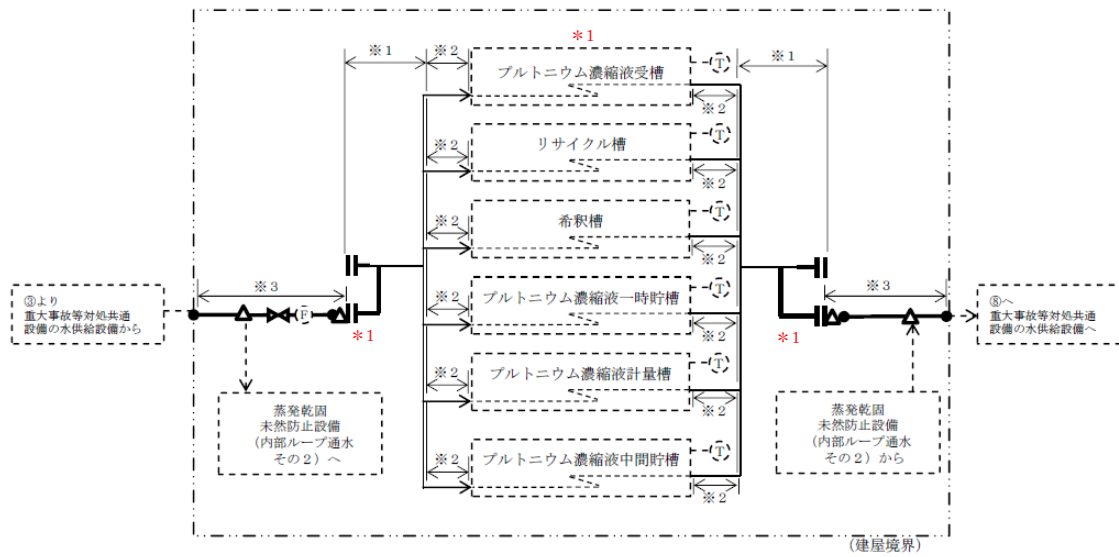 *1
※1
※2
プルトニウム濃縮液受槽
T
※1
※2
※2
リサイクル槽
T
※2
※2
希釈槽
T
※2
※2
プルトニウム濃縮液一時貯槽
T
※2
※2
プルトニウム濃縮液計量槽
T
※2
※2
プルトニウム濃縮液中間貯槽
T
※2
③より
重大事故等対処共通
設備の水供給設備から
※3
F
*1
蒸発乾固
未然防止設備
(内部ループ通水
その2)へ
*1
※3
⑧へ
重大事故等対処共通
設備の水供給設備へ
蒸発乾固
未然防止設備
(内部ループ通水
その2)から
(建屋境界)